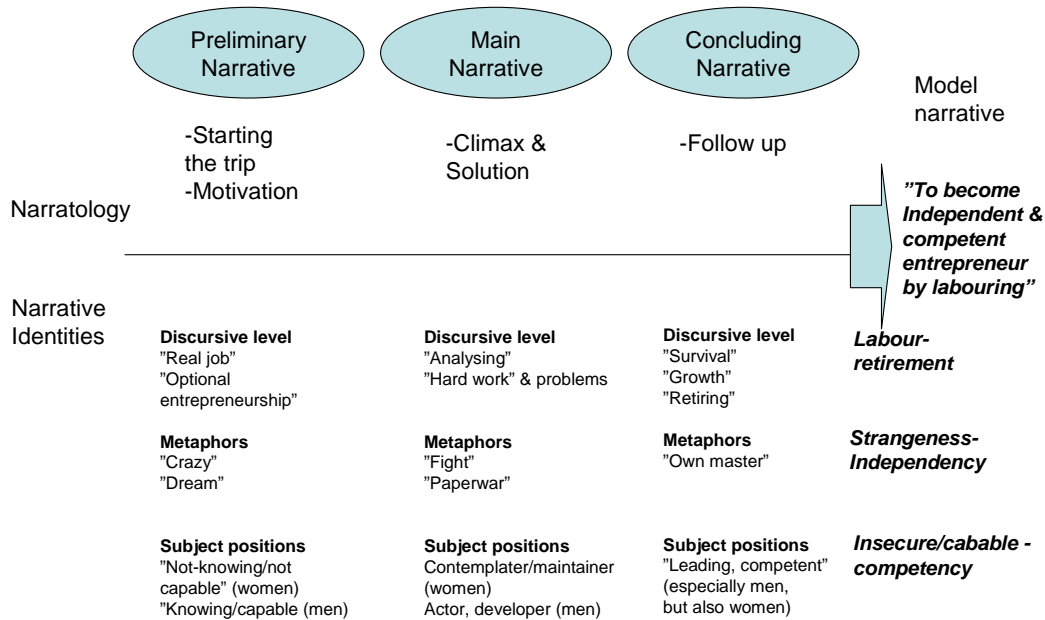 Preliminary
Narrative
Main
Narrative
Concluding
Narrative
Model
narrative
-Starting
the trip
-Motivation
-Climax &
Solution
-Follow up
Narratology
”To become
Independent &
competent
entrepreneur
by labouring”
Narrative
Identities
Discursive level
”Real job”
”Optional
entrepreneurship”
Discursive level
”Analysing”
”Hard work” & problems
Discursive level
”Survival”
”Growth”
”Retiring”
Labour-
retirement
Metaphors
”Crazy”
”Dream”
Metaphors
”Fight”
”Paperwar”
Metaphors
”Own master”
Strangeness-
Independency
Subject positions
”Not-knowing/not
capable” (women)
”Knowing/capable (men)
Subject positions
Contemplater/maintainer
(women)
Actor, developer (men)
Subject positions
”Leading, competent”
(especially men,
but also women)
Insecure/cabable -
competency